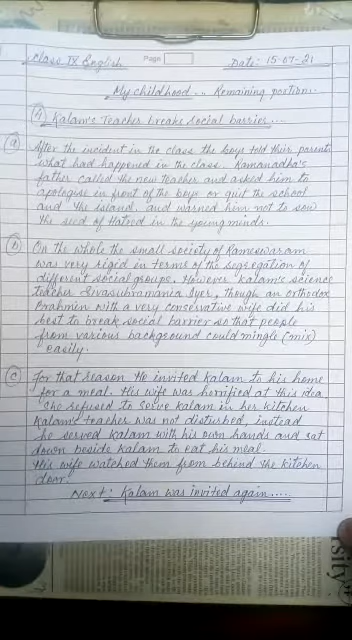 Class IX English Page Date: 15-07-21
My childhood... Remaining portion.
4 Kalam's Teacher breaks Social barrier....
a After the incident in the class the boys told their parents
what had happened in the class. Ramanadha's
father called the new teacher and asked him to
apologise in front of the boys or quit the school
and the island. and warned him not to sow
the seed of Hatred in the young minds.
b On the whole the small society of Rameswaram
was very rigid in terms of the segregation of
different social groups. However Kalam's science
teacher Sivasubramania Iyer, though an orthodox
Brahmin with a very conservative wife did his
best to break social barrier so that people
from various background could mingle (mix)
easily.
c For that reason He invited Kalam to his home
for a meal. His wife was horrified at this idea
She refused to serve Kalam in her kitchen
Kalam's teacher was not disturbed, instead
he served Kalam with his own hands and sat
down beside Kalam to eat his meal.
His wife watched them from behind the kitchen
door.
Next: Kalam was invited again.....